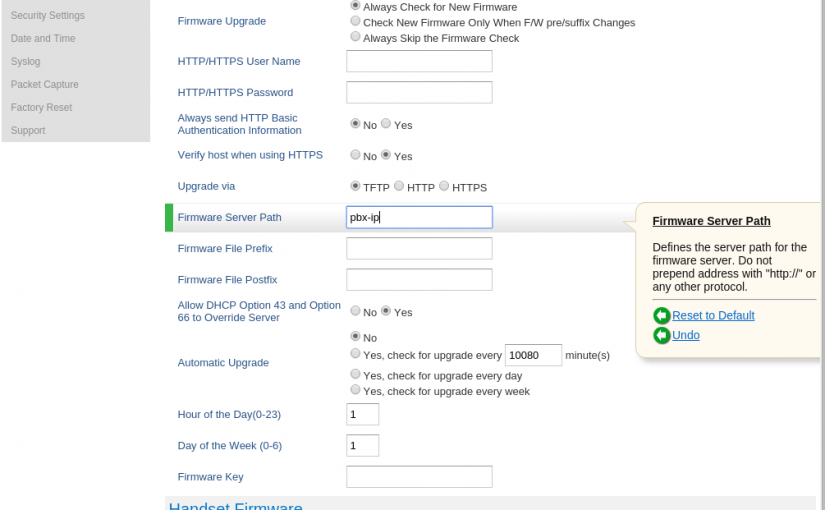 Security Settings
Date and Time
Syslog
Packet Capture
Factory Reset
Support
Always Check for New Firmware
Firmware Upgrade
Check New Firmware Only When F/W pre/suffix Changes
Always Skip the Firmware Check
HTTP/HTTPS User Name
HTTP/HTTPS Password
Always send HTTP Basic
Authentication Information
No Yes
Verify host when using HTTPS
No Yes
Upgrade via
TFTP HTTP HTTPS
Firmware Server Path
pbx-ip
Firmware File Prefix
Firmware File Postfix
Allow DHCP Option 43 and Option
66 to Override Server
No Yes
Automatic Upgrade
No
Yes, check for upgrade every 10080 minute(s)
Yes, check for upgrade every day
Yes, check for upgrade every week
Hour of the Day(0-23)
1
Day of the Week (0-6)
1
Firmware Key
Handset Firmware
Firmware Server Path
Defines the server path for the
firmware server. Do not
prepend address with "http://" or
any other protocol.
Reset to Default
Undo